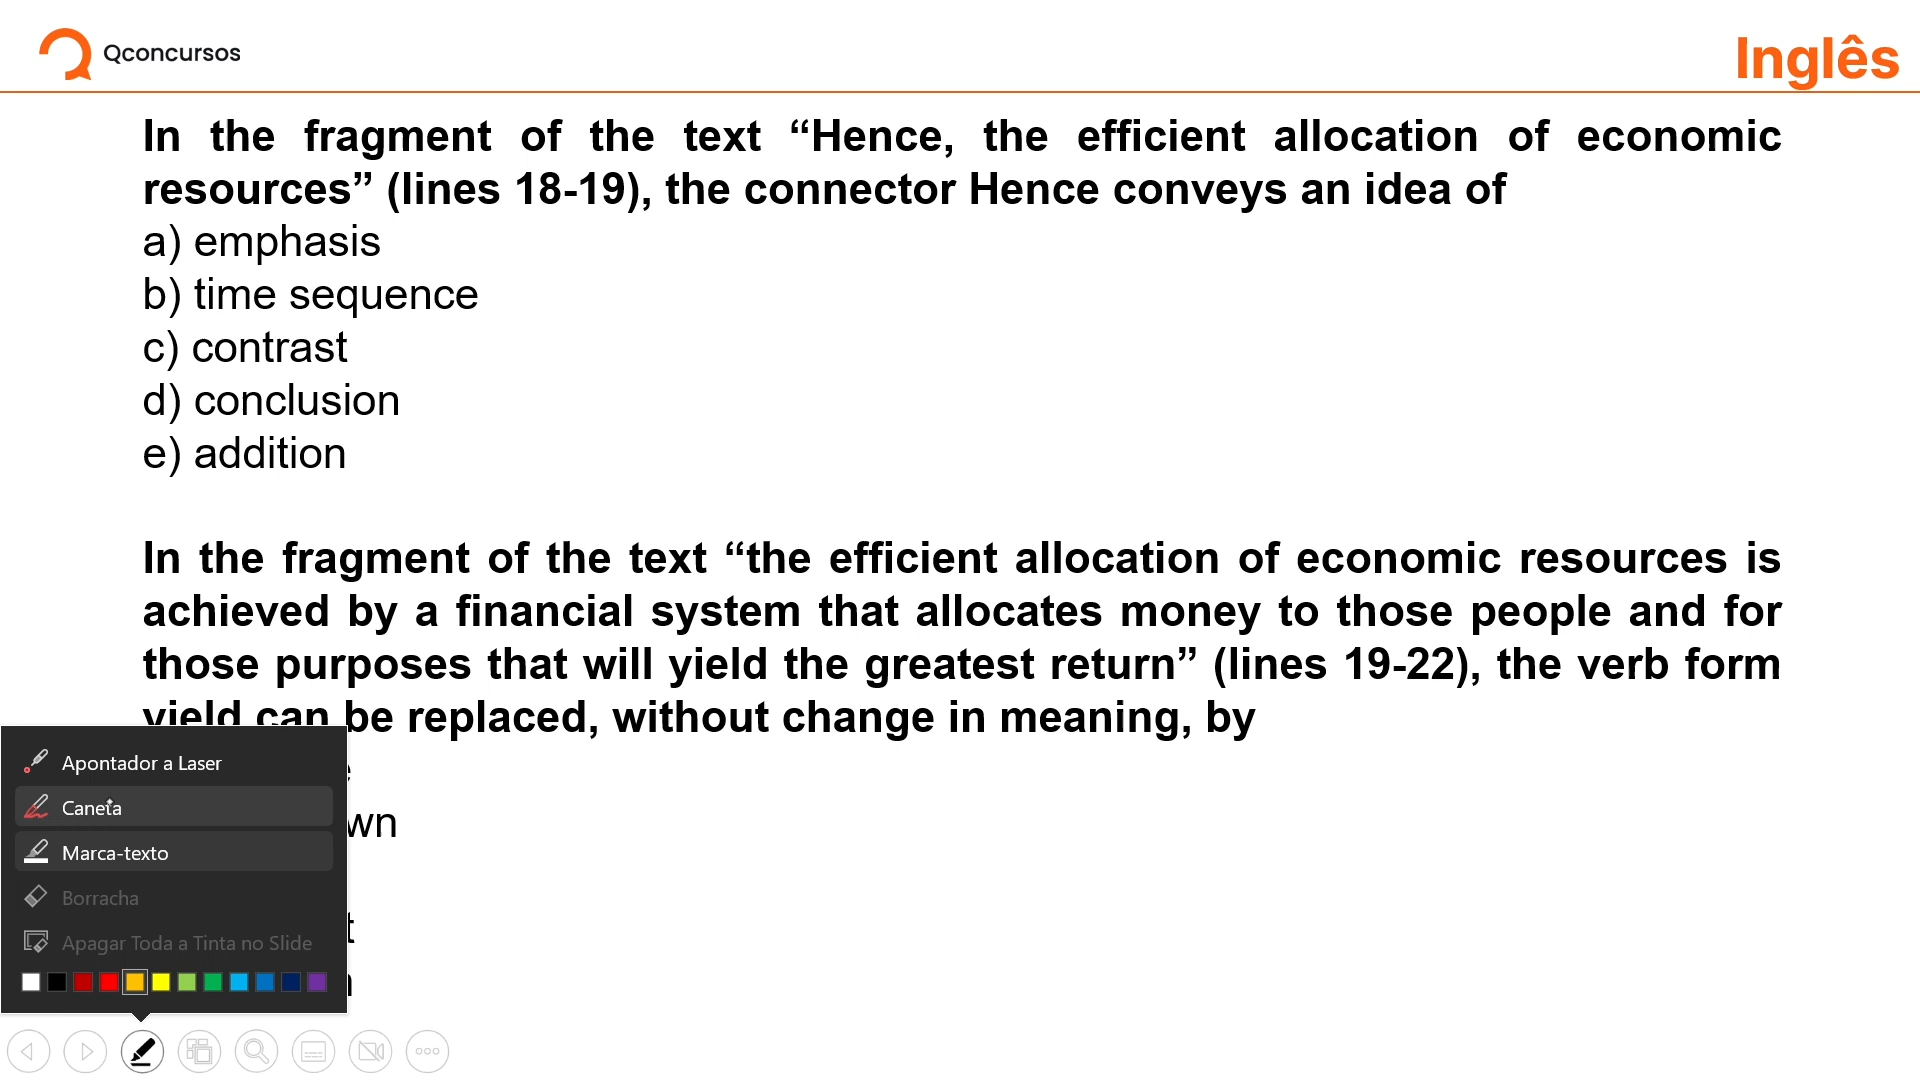 Qconcursos
Inglês
In the fragment of the text “Hence, the efficient allocation of economic
resources” (lines 18-19), the connector Hence conveys an idea of
a) emphasis
b) time sequence
c) contrast
d) conclusion
e) addition
In the fragment of the text “the efficient allocation of economic resources is
achieved by a financial system that allocates money to those people and for
those purposes that will yield the greatest return” (lines 19-22), the verb form
yield can be replaced, without change in meaning, by
Apontador a Laser
Caneta
Marca-texto
Borracha
Apagar Toda a Tinta no Slide